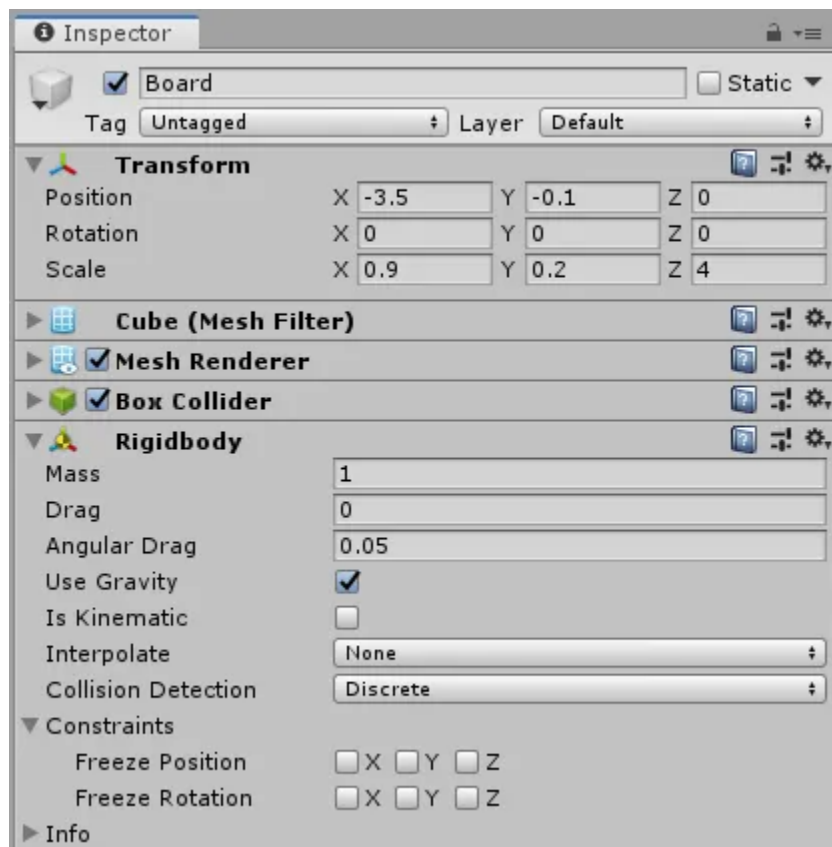 Inspector
Board Static
Tag Untagged Layer Default
Transform
Position X -3.5 Y -0.1 Z 0
Rotation X 0 Y 0 Z 0
Scale X 0.9 Y 0.2 Z 4
Cube (Mesh Filter)
Mesh Renderer
Box Collider
Rigidbody
Mass 1
Drag 0
Angular Drag 0.05
Use Gravity
Is Kinematic
Interpolate None
Collision Detection Discrete
Constraints
Freeze Position X Y Z
Freeze Rotation X Y Z
Info